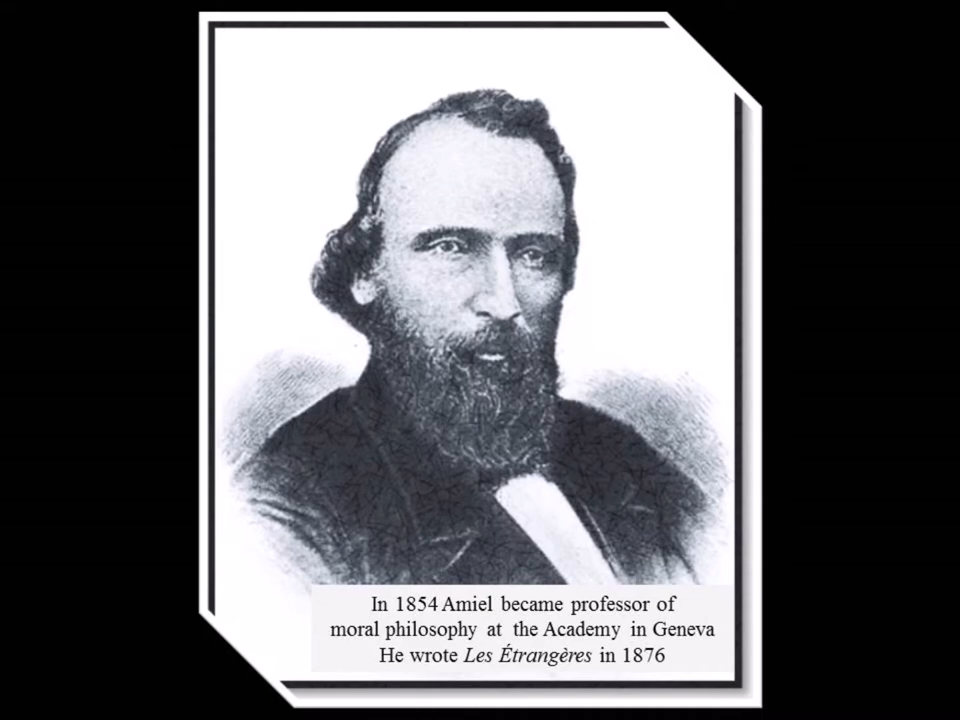 In 1854 Amiel became professor of
moral philosophy at the Academy in Geneva
He wrote Les Étrangères in 1876